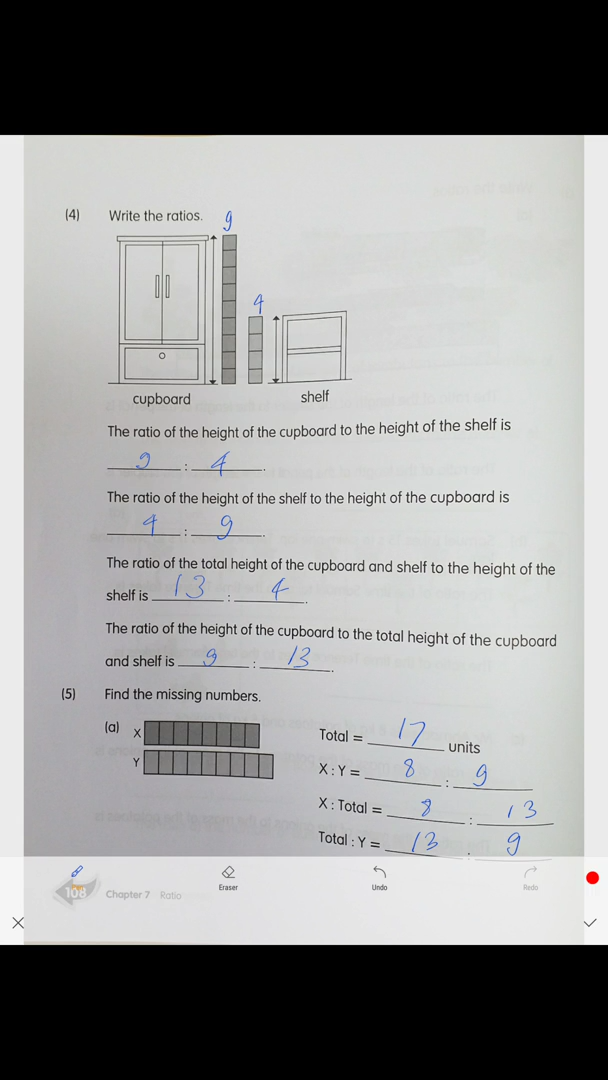 (4) Write the ratios. 9
4
cupboard shelf
The ratio of the height of the cupboard to the height of the shelf is
9 : 4.
The ratio of the height of the shelf to the height of the cupboard is
4 : 9.
The ratio of the total height of the cupboard and shelf to the height of the
shelf is 13 : 4.
The ratio of the height of the cupboard to the total height of the cupboard
and shelf is 9 : 13.
(5) Find the missing numbers.
(a) X
Y
Total = 17 units
X : Y = 8 : 9
X : Total = 8 : 13
Total : Y = 13 : 9
108 Chapter 7 Ratio
Eraser Undo Redo